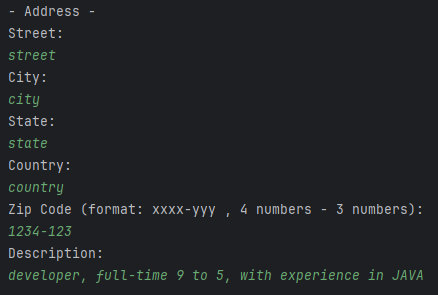 - Address -
Street:
street
City:
city
State:
state
Country:
country
Zip Code (format: xxxx-yyy , 4 numbers - 3 numbers):
1234-123
Description:
developer, full-time 9 to 5, with experience in JAVA